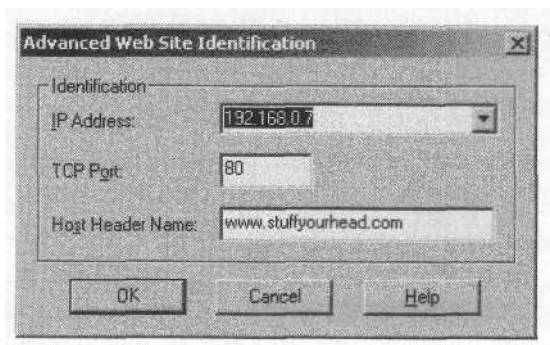 Advanced Web Site Identification
Identification
IP Address: 192.168.0.7
TCP Port: 80
Host Header Name: www.stuffyourhead.com
OK Cancel Help